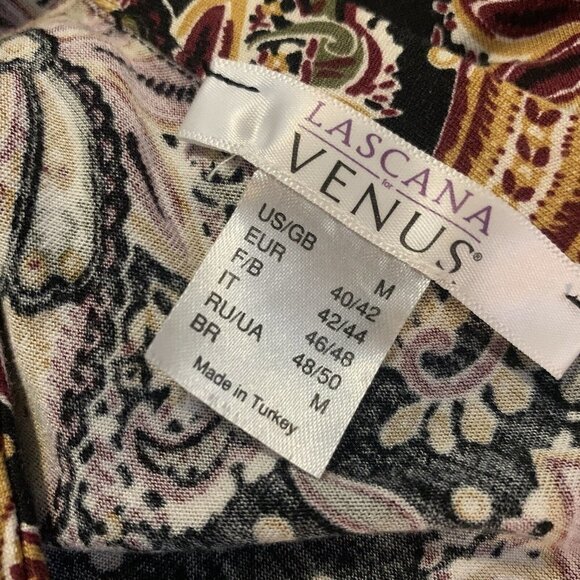 LASCANA
for
VENUS®
US/GB M
EUR 40/42
F/B 42/44
IT 46/48
RU/UA 48/50
BR M
Made in Turkey